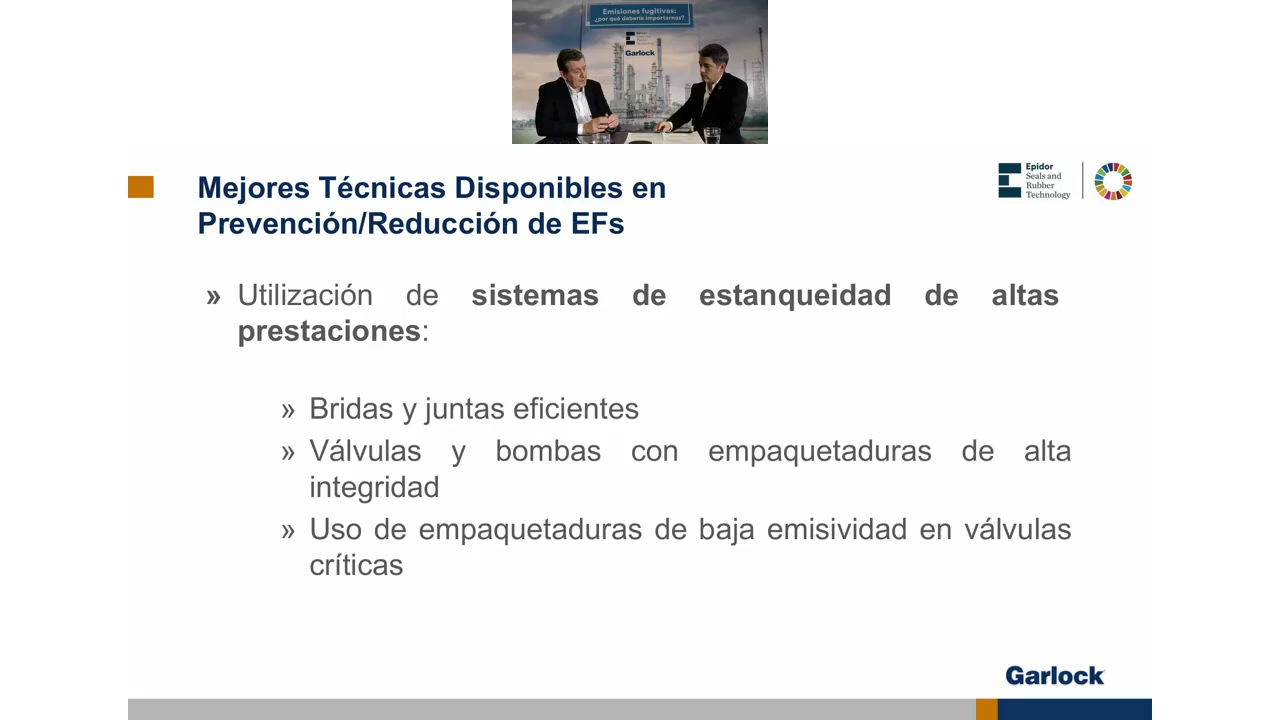 Emisiones fugitivas:
¿por qué debería importarnos?
Garlock
Mejores Técnicas Disponibles en
Prevención/Reducción de EFs
Epidor
Seals and
Rubber
Technology
» Utilización de sistemas de estanqueidad de altas
prestaciones:
» Bridas y juntas eficientes
» Válvulas y bombas con empaquetaduras de alta
integridad
» Uso de empaquetaduras de baja emisividad en válvulas
críticas
Garlock